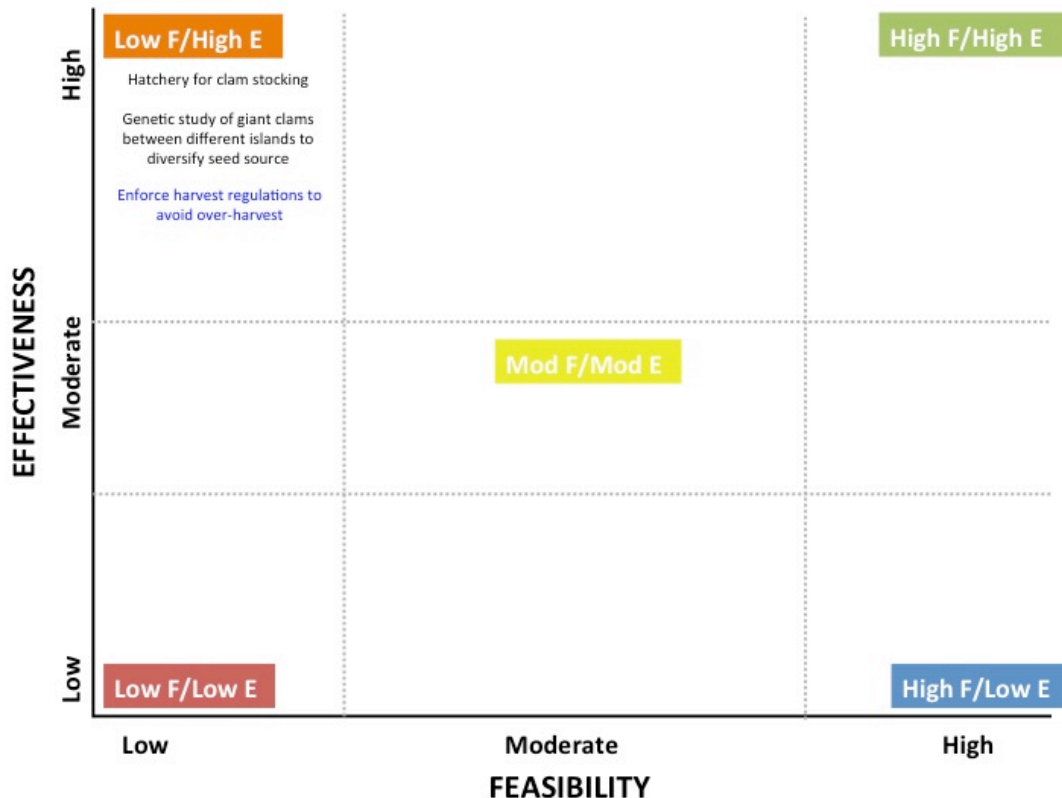 Low F/High E
High F/High E
Hatchery for clam stocking
Genetic study of giant clams
between different islands to
diversify seed source
Enforce harvest regulations to
avoid over-harvest
High
EFFECTIVENESS
Moderate
Mod F/Mod E
Low
Low F/Low E
High F/Low E
Low
Moderate
High
FEASIBILITY